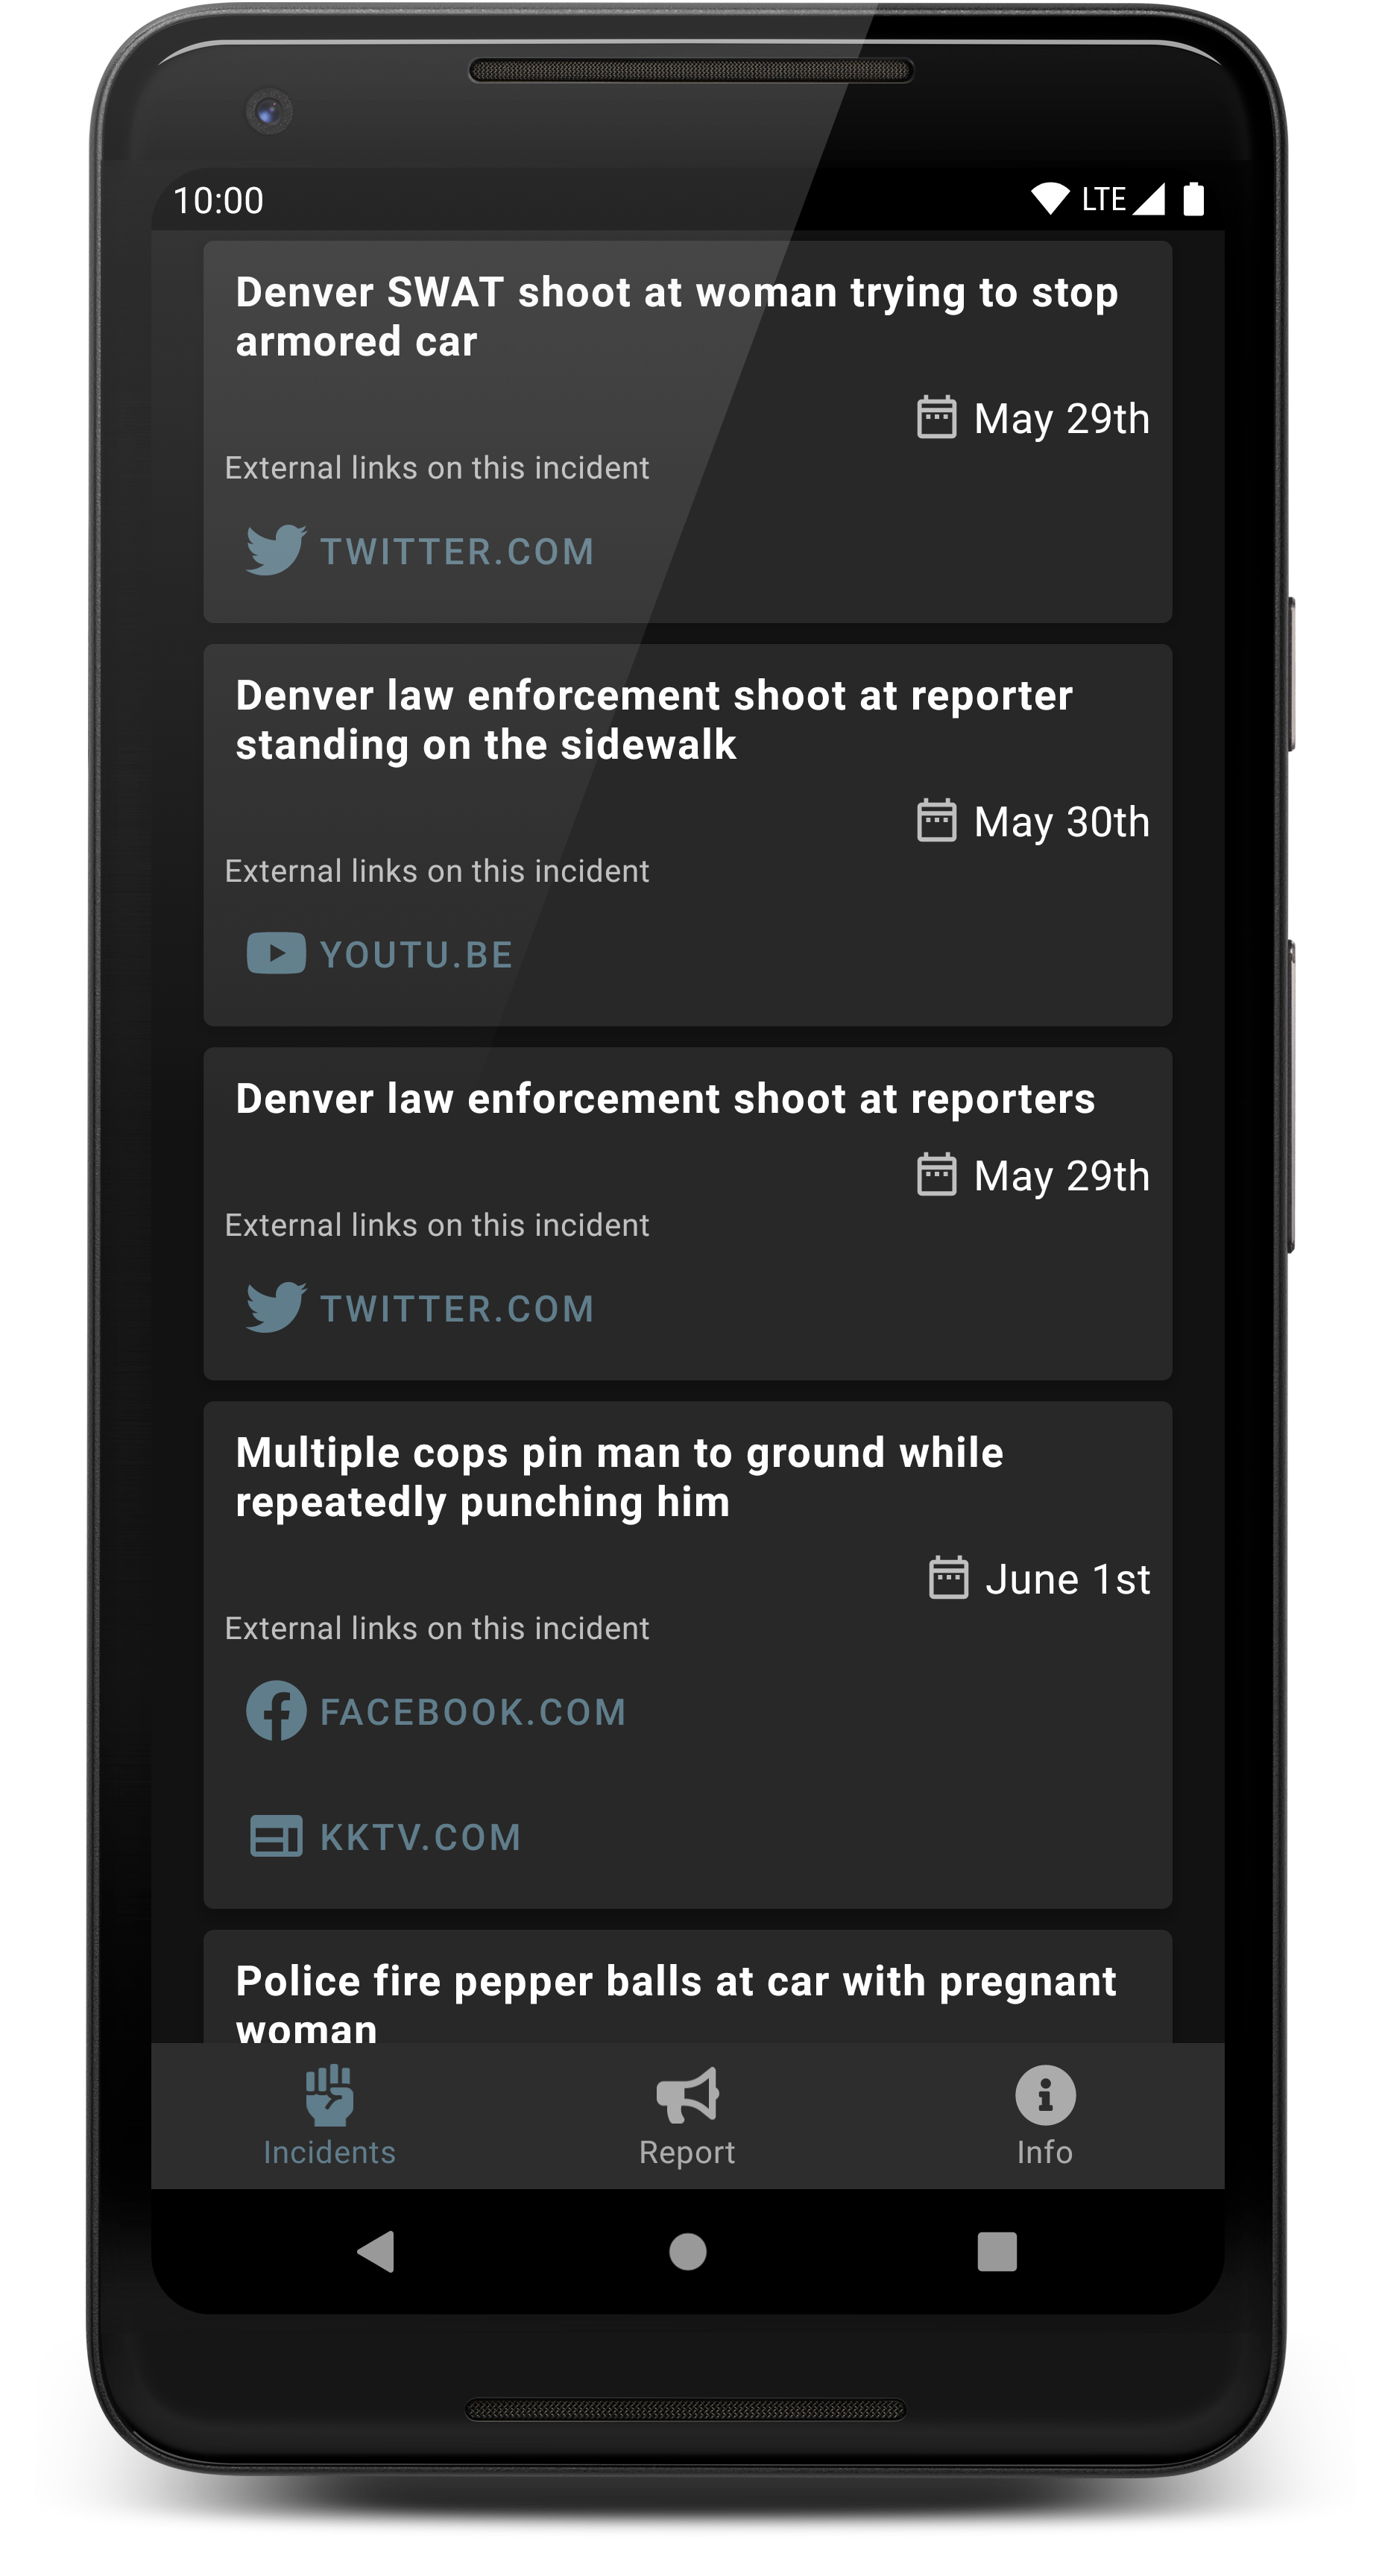 10:00 LTE
Denver SWAT shoot at woman trying to stop
armored car
May 29th
External links on this incident
TWITTER.COM
Denver law enforcement shoot at reporter
standing on the sidewalk
May 30th
External links on this incident
YOUTU.BE
Denver law enforcement shoot at reporters
May 29th
External links on this incident
TWITTER.COM
Multiple cops pin man to ground while
repeatedly punching him
June 1st
External links on this incident
FACEBOOK.COM
KKTV.COM
Police fire pepper balls at car with pregnant
woman
Incidents Report Info